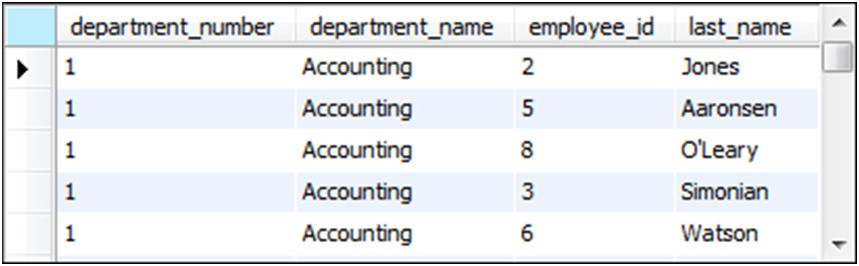 department_number department_name employee_id last_name
1 Accounting 2 Jones
1 Accounting 5 Aaronsen
1 Accounting 8 O'Leary
1 Accounting 3 Simonian
1 Accounting 6 Watson